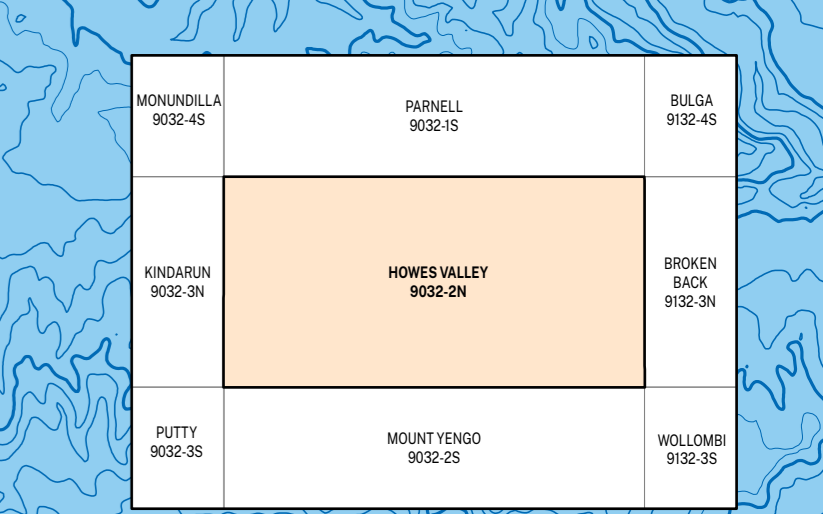 MONUNDILLA
9032-4S
PARNELL
9032-1S
BULGA
9132-4S
KINDARUN
9032-3N
HOWES VALLEY
9032-2N
BROKEN
BACK
9132-3N
PUTTY
9032-3S
MOUNT YENGO
9032-2S
WOLLOMBI
9132-3S